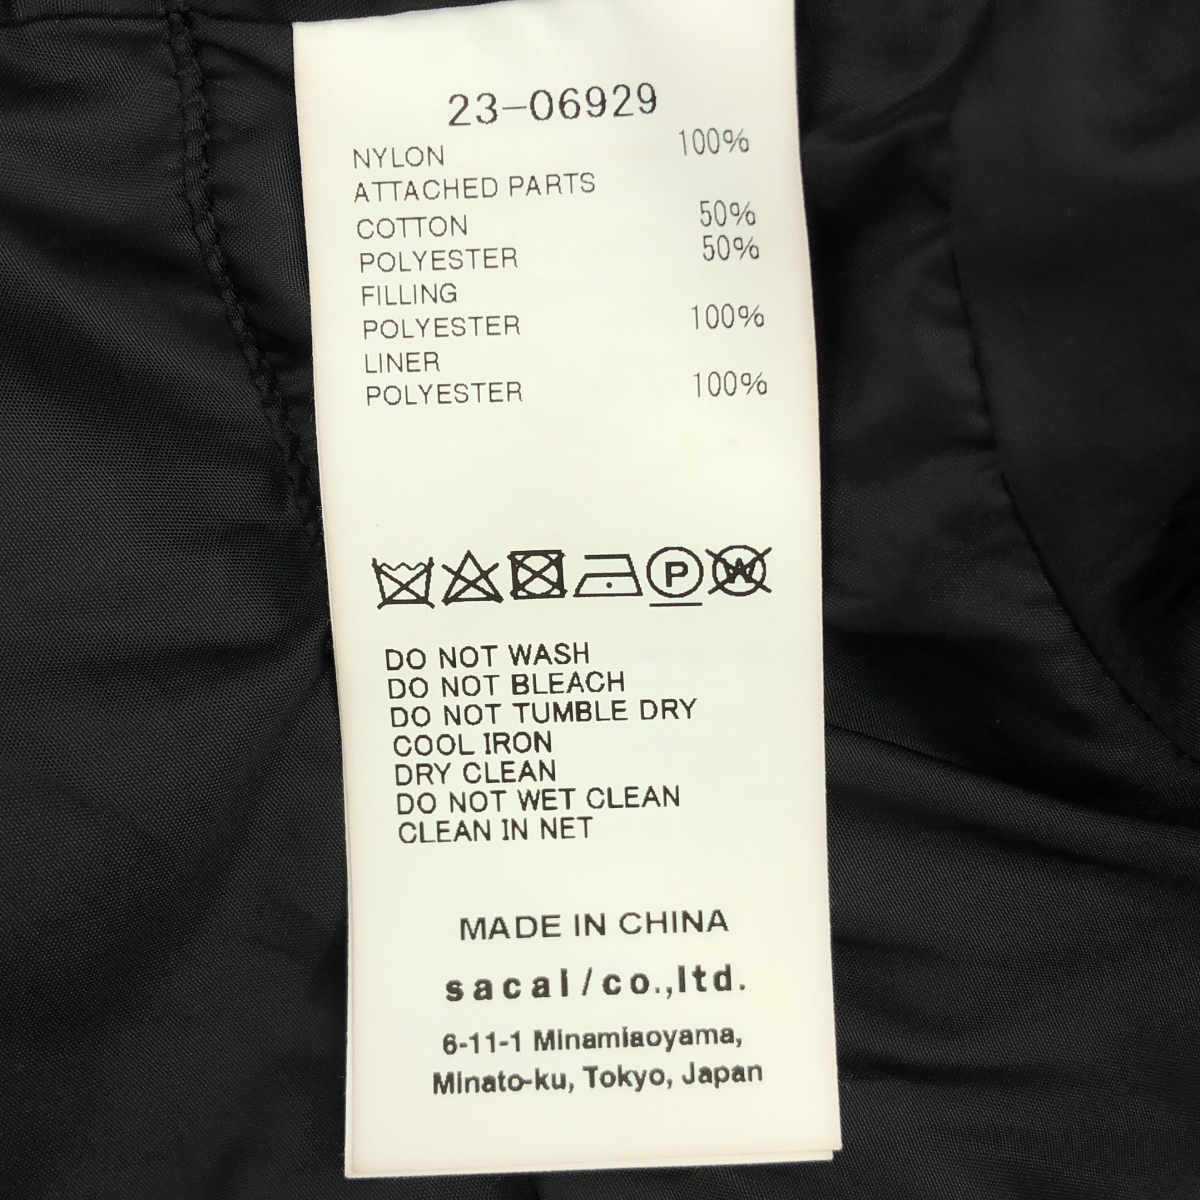 23-06929
NYLON 100%
ATTACHED PARTS
COTTON 50%
POLYESTER 50%
FILLING
POLYESTER 100%
LINER
POLYESTER 100%
P W
DO NOT WASH
DO NOT BLEACH
DO NOT TUMBLE DRY
COOL IRON
DRY CLEAN
DO NOT WET CLEAN
CLEAN IN NET
MADE IN CHINA
sacai/co.,ltd.
6-11-1 Minamiaoyama,
Minato-ku, Tokyo, Japan